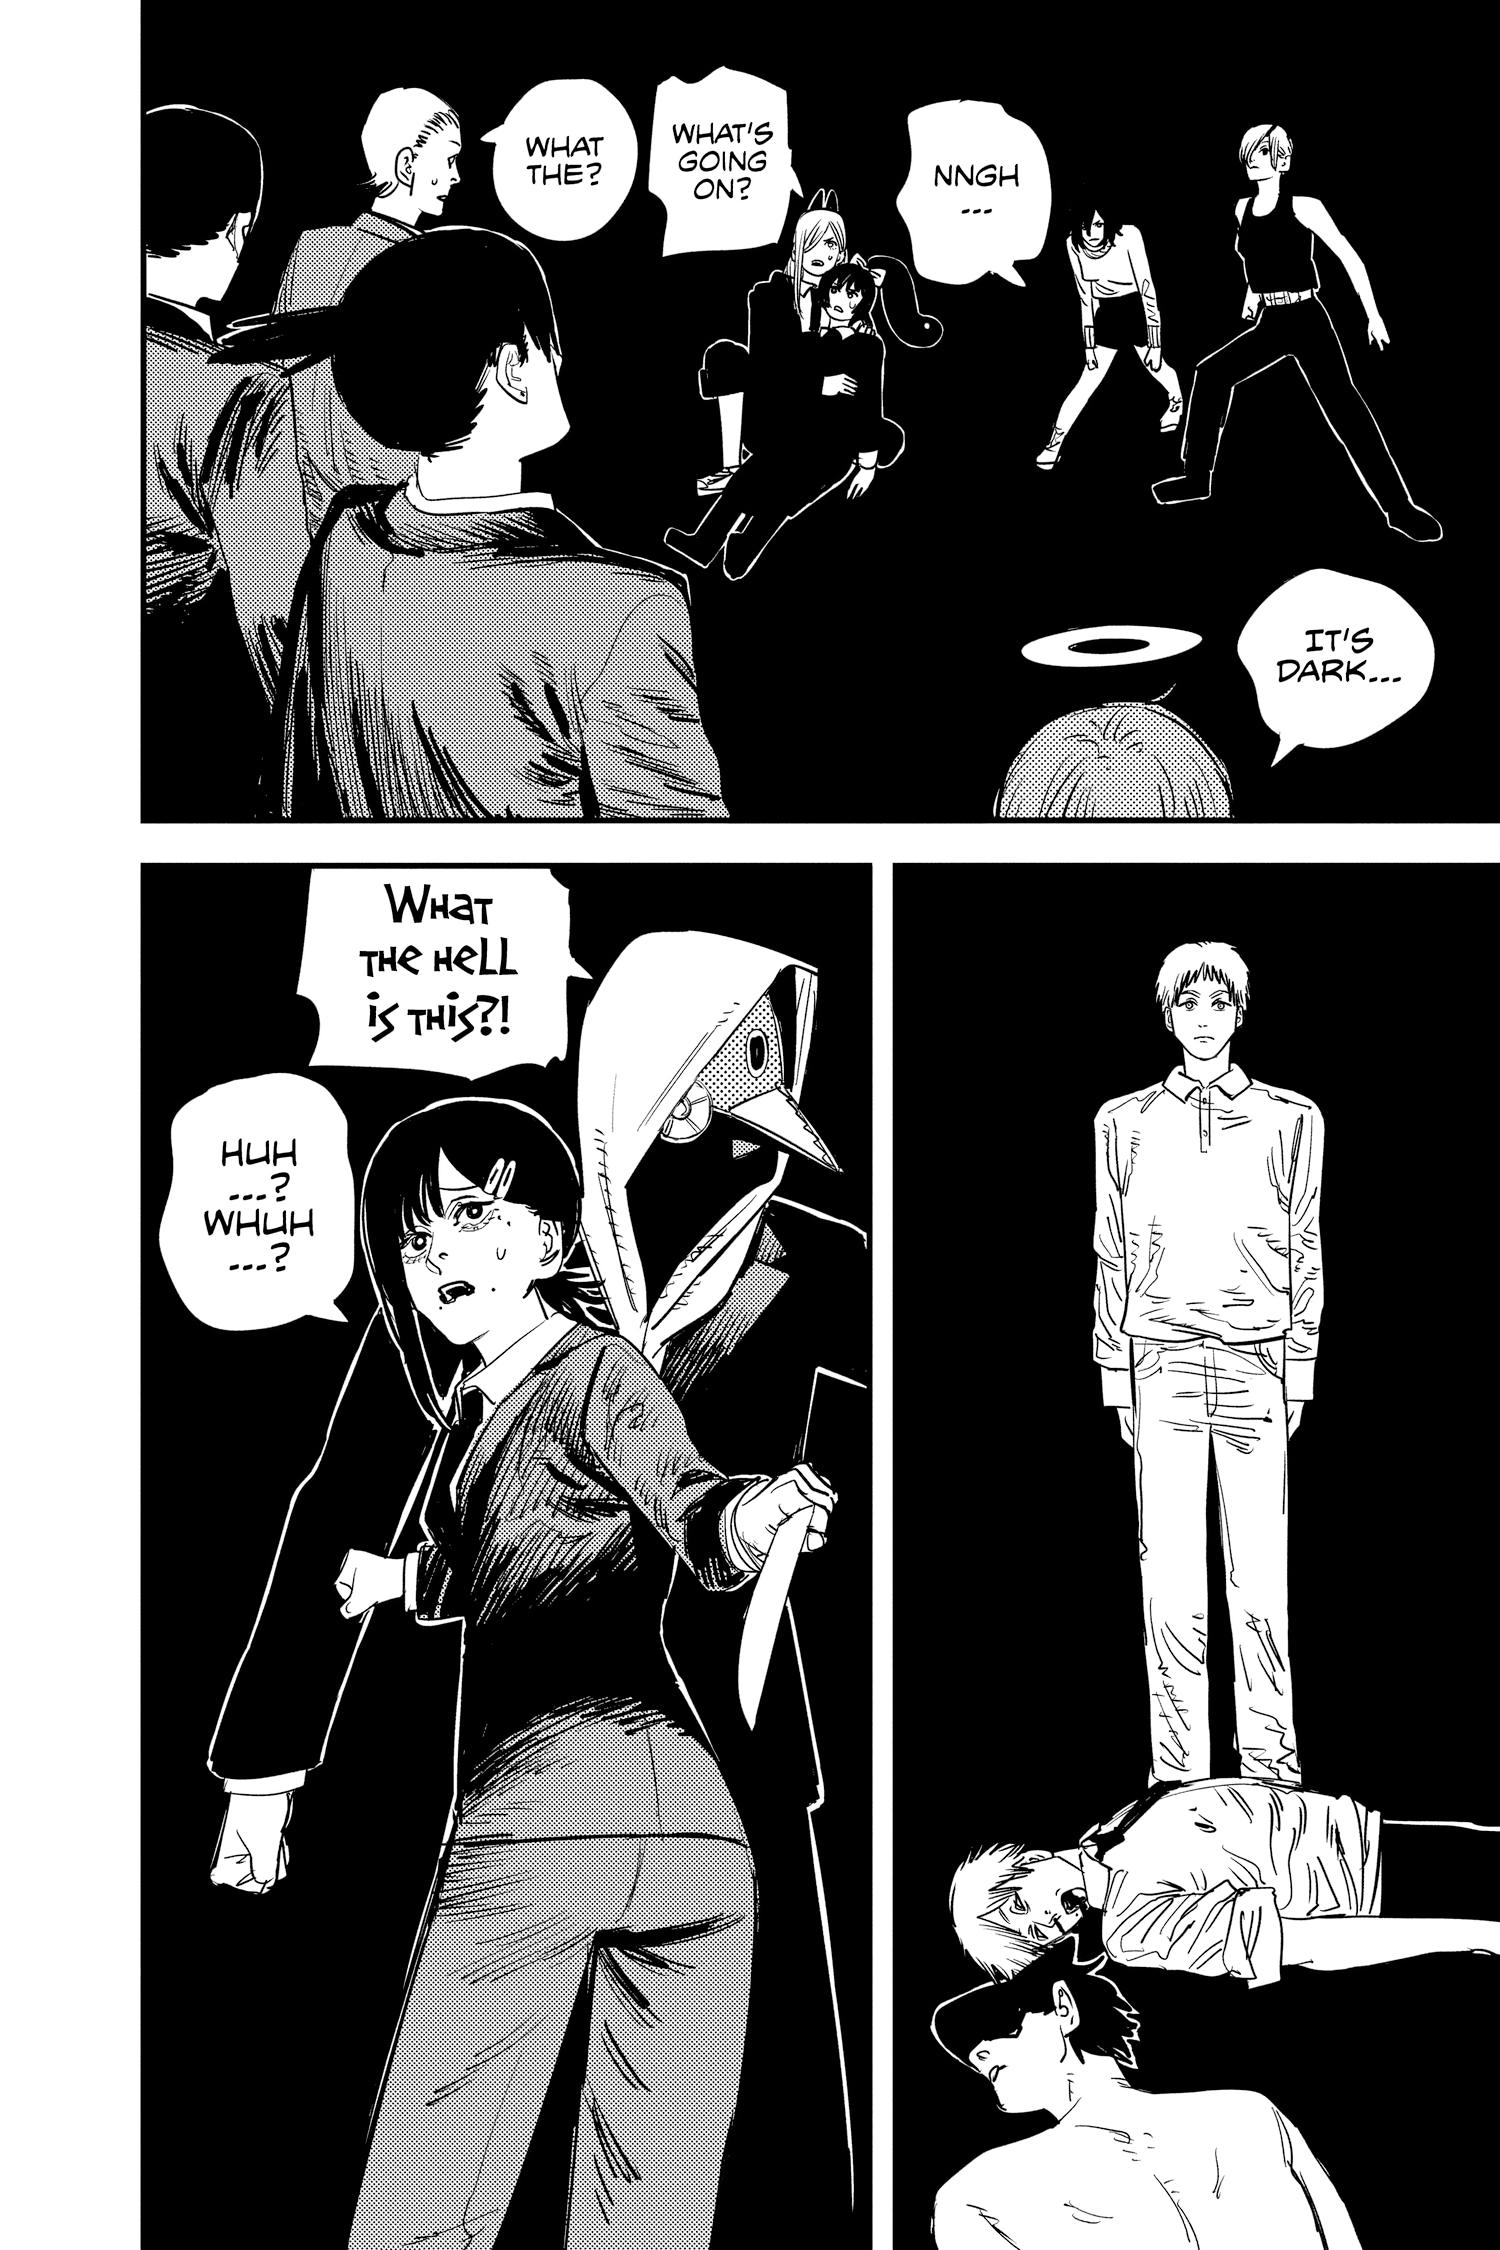 WHAT
THE?
WHAT'S
GOING
ON?
NNGH
...
IT'S
DARK...
WHAT
THE HELL
IS THIS?!
HUH
...?
WHUH
...?